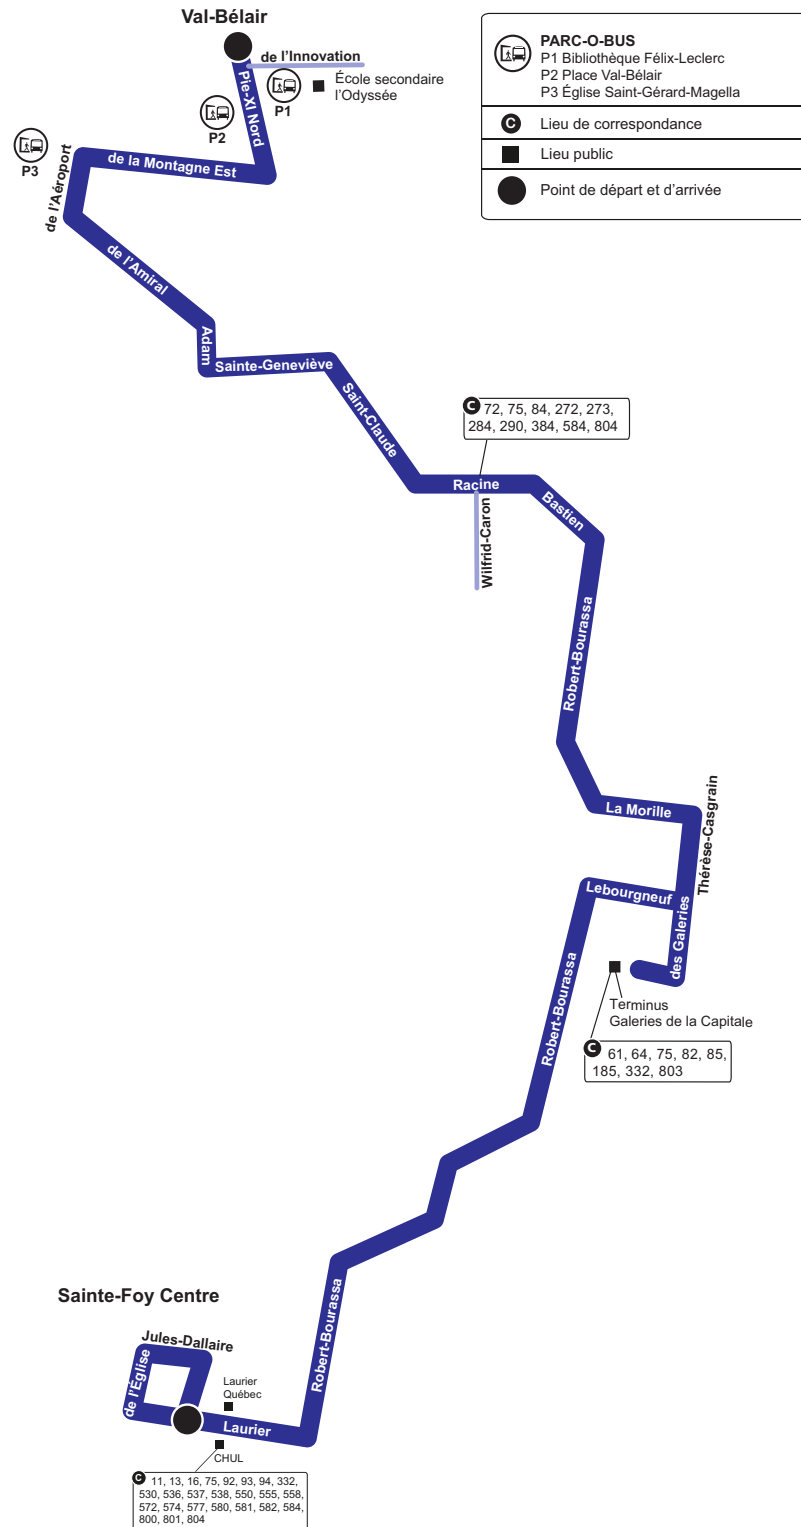 Val-Bélair
de l'Innovation
École secondaire
l'Odyssée
P1
P2
P3
Pie-XI Nord
de la Montagne Est
de l'Aéroport
de l'Amiral
Adam
Sainte-Geneviève
Saint-Claude
PARC-O-BUS
P1 Bibliothèque Félix-Leclerc
P2 Place Val-Bélair
P3 Église Saint-Gérard-Magella
C Lieu de correspondance
Lieu public
Point de départ et d'arrivée
C 72, 75, 84, 272, 273,
284, 290, 384, 584, 804
Racine
Wilfrid-Caron
Bastien
Robert-Bourassa
La Morille
Thérèse-Casgrain
Lebourgneuf
des Galeries
Terminus
Galeries de la Capitale
C 61, 64, 75, 82, 85,
185, 332, 803
Robert-Bourassa
Robert-Bourassa
Sainte-Foy Centre
Jules-Dallaire
de l'Église
Laurier
Québec
Laurier
CHUL
C 11, 13, 16, 75, 92, 93, 94, 332,
530, 536, 537, 538, 550, 555, 558,
572, 574, 577, 580, 581, 582, 584,
800, 801, 804